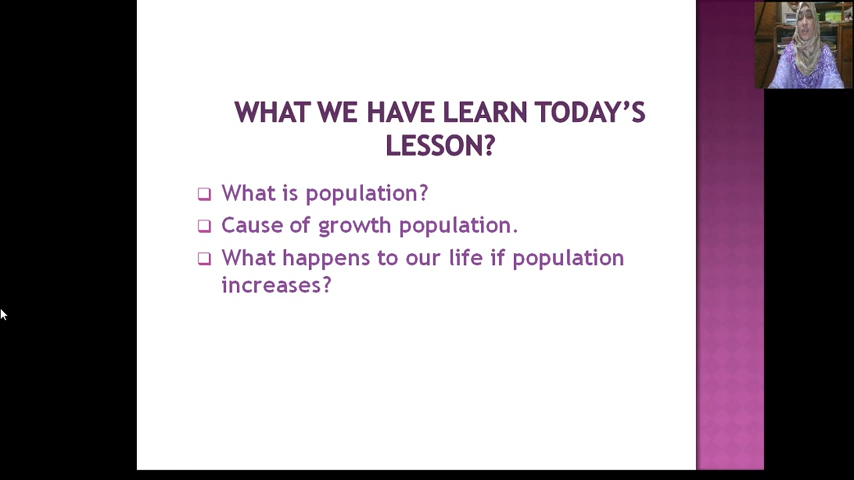 WHAT WE HAVE LEARN TODAY'S
LESSON?
What is population?
Cause of growth population.
What happens to our life if population
increases?